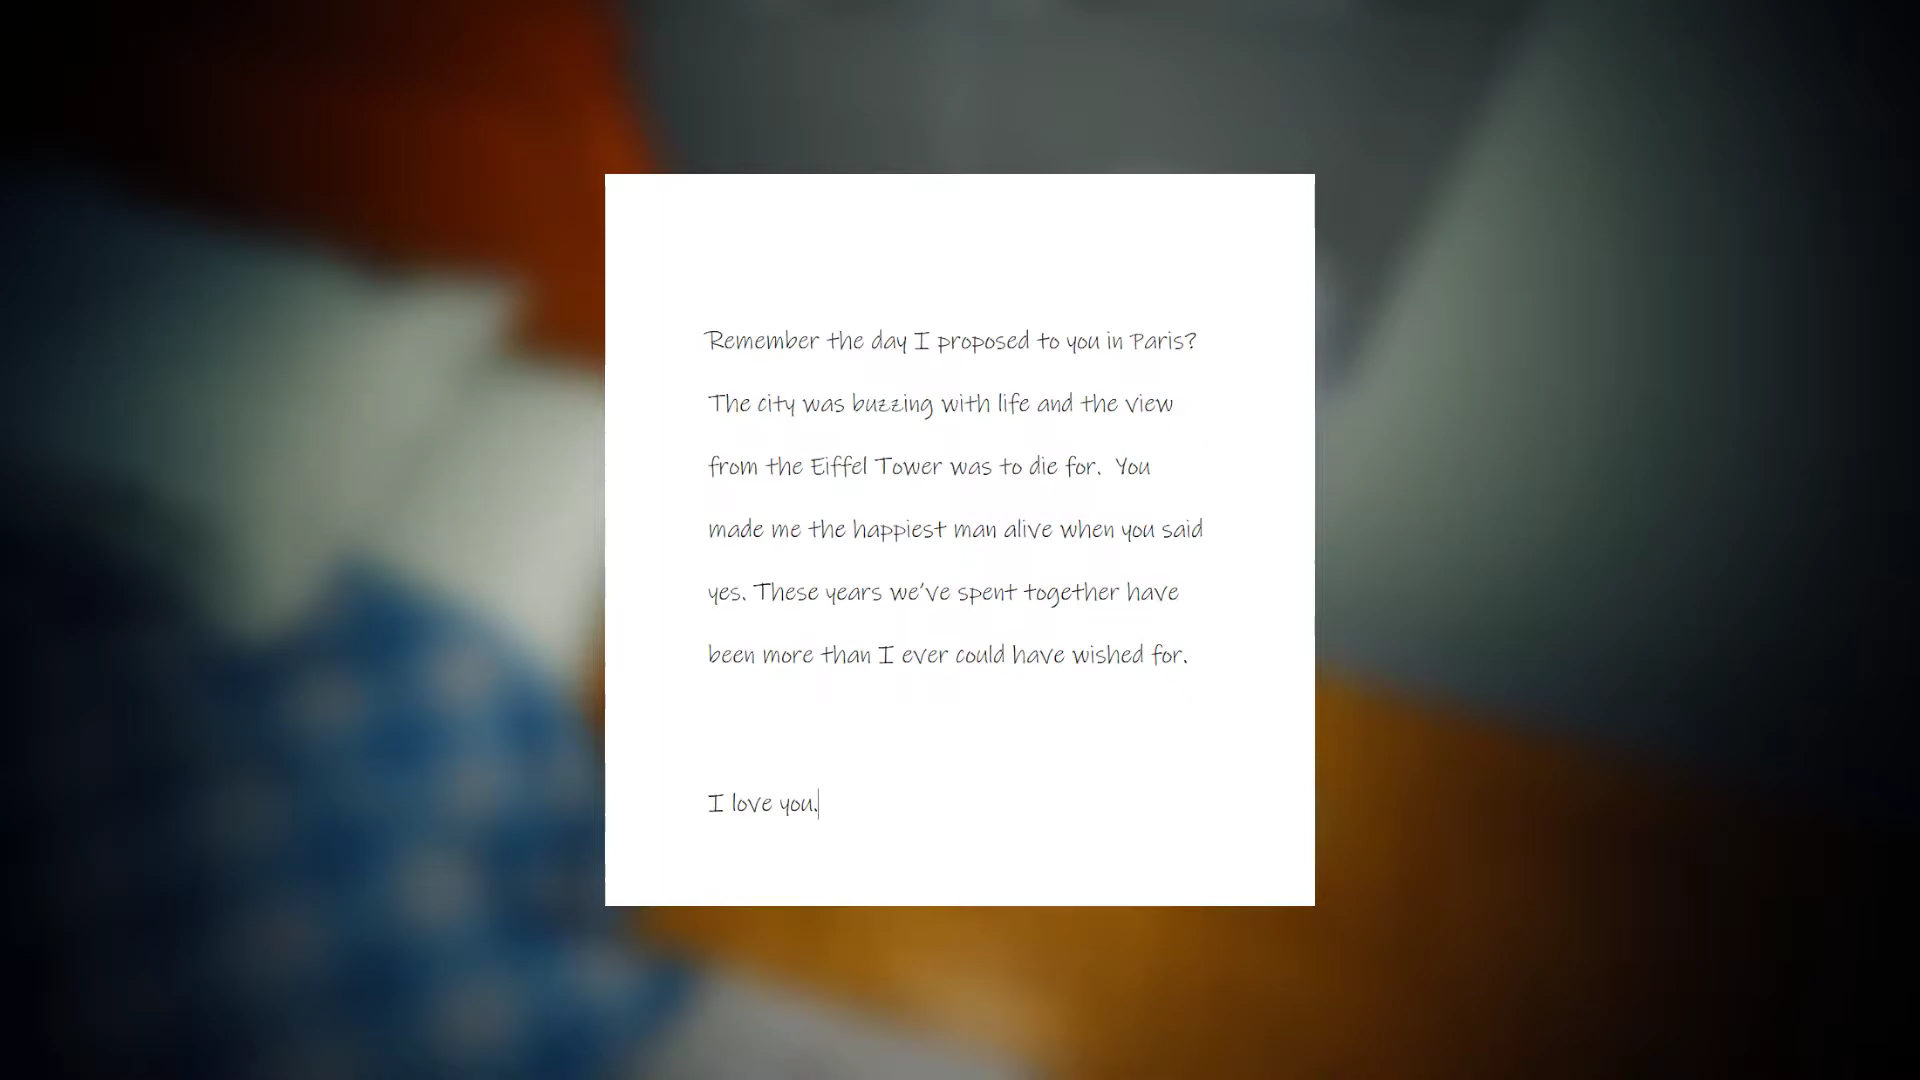 Remember the day I proposed to you in Paris?
The city was buzzing with life and the view
from the Eiffel Tower was to die for.  You
made me the happiest man alive when you said
yes. These years we've spent together have
been more than I ever could have wished for.
I love you.